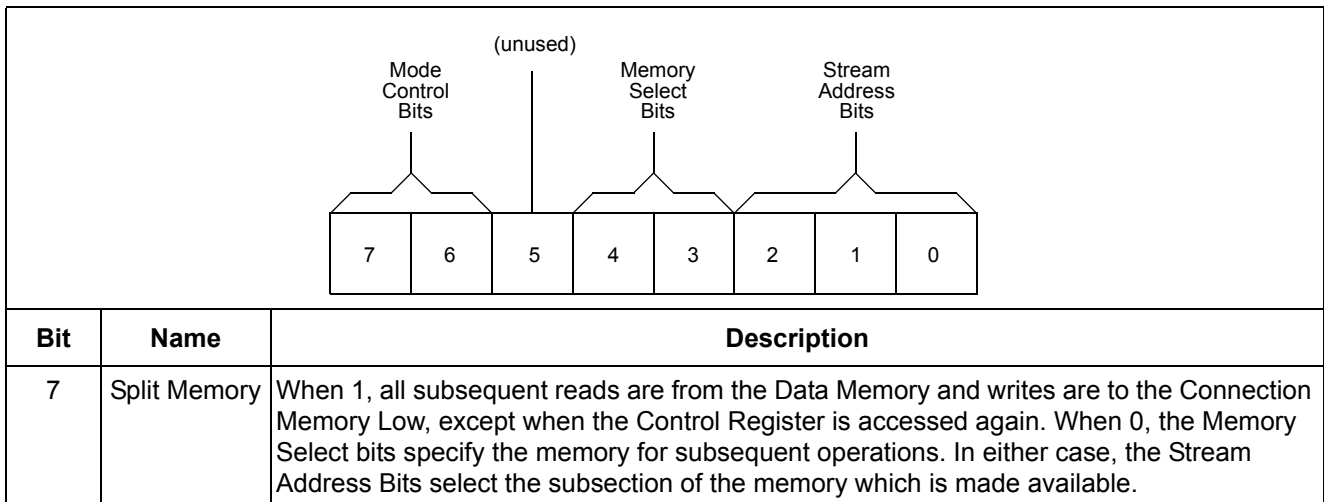 (unused)
Mode
Control
Bits
Memory
Select
Bits
Stream
Address
Bits
7 6 5 4 3 2 1 0
Bit Name Description
7 Split Memory When 1, all subsequent reads are from the Data Memory and writes are to the Connection
Memory Low, except when the Control Register is accessed again. When 0, the Memory
Select bits specify the memory for subsequent operations. In either case, the Stream
Address Bits select the subsection of the memory which is made available.